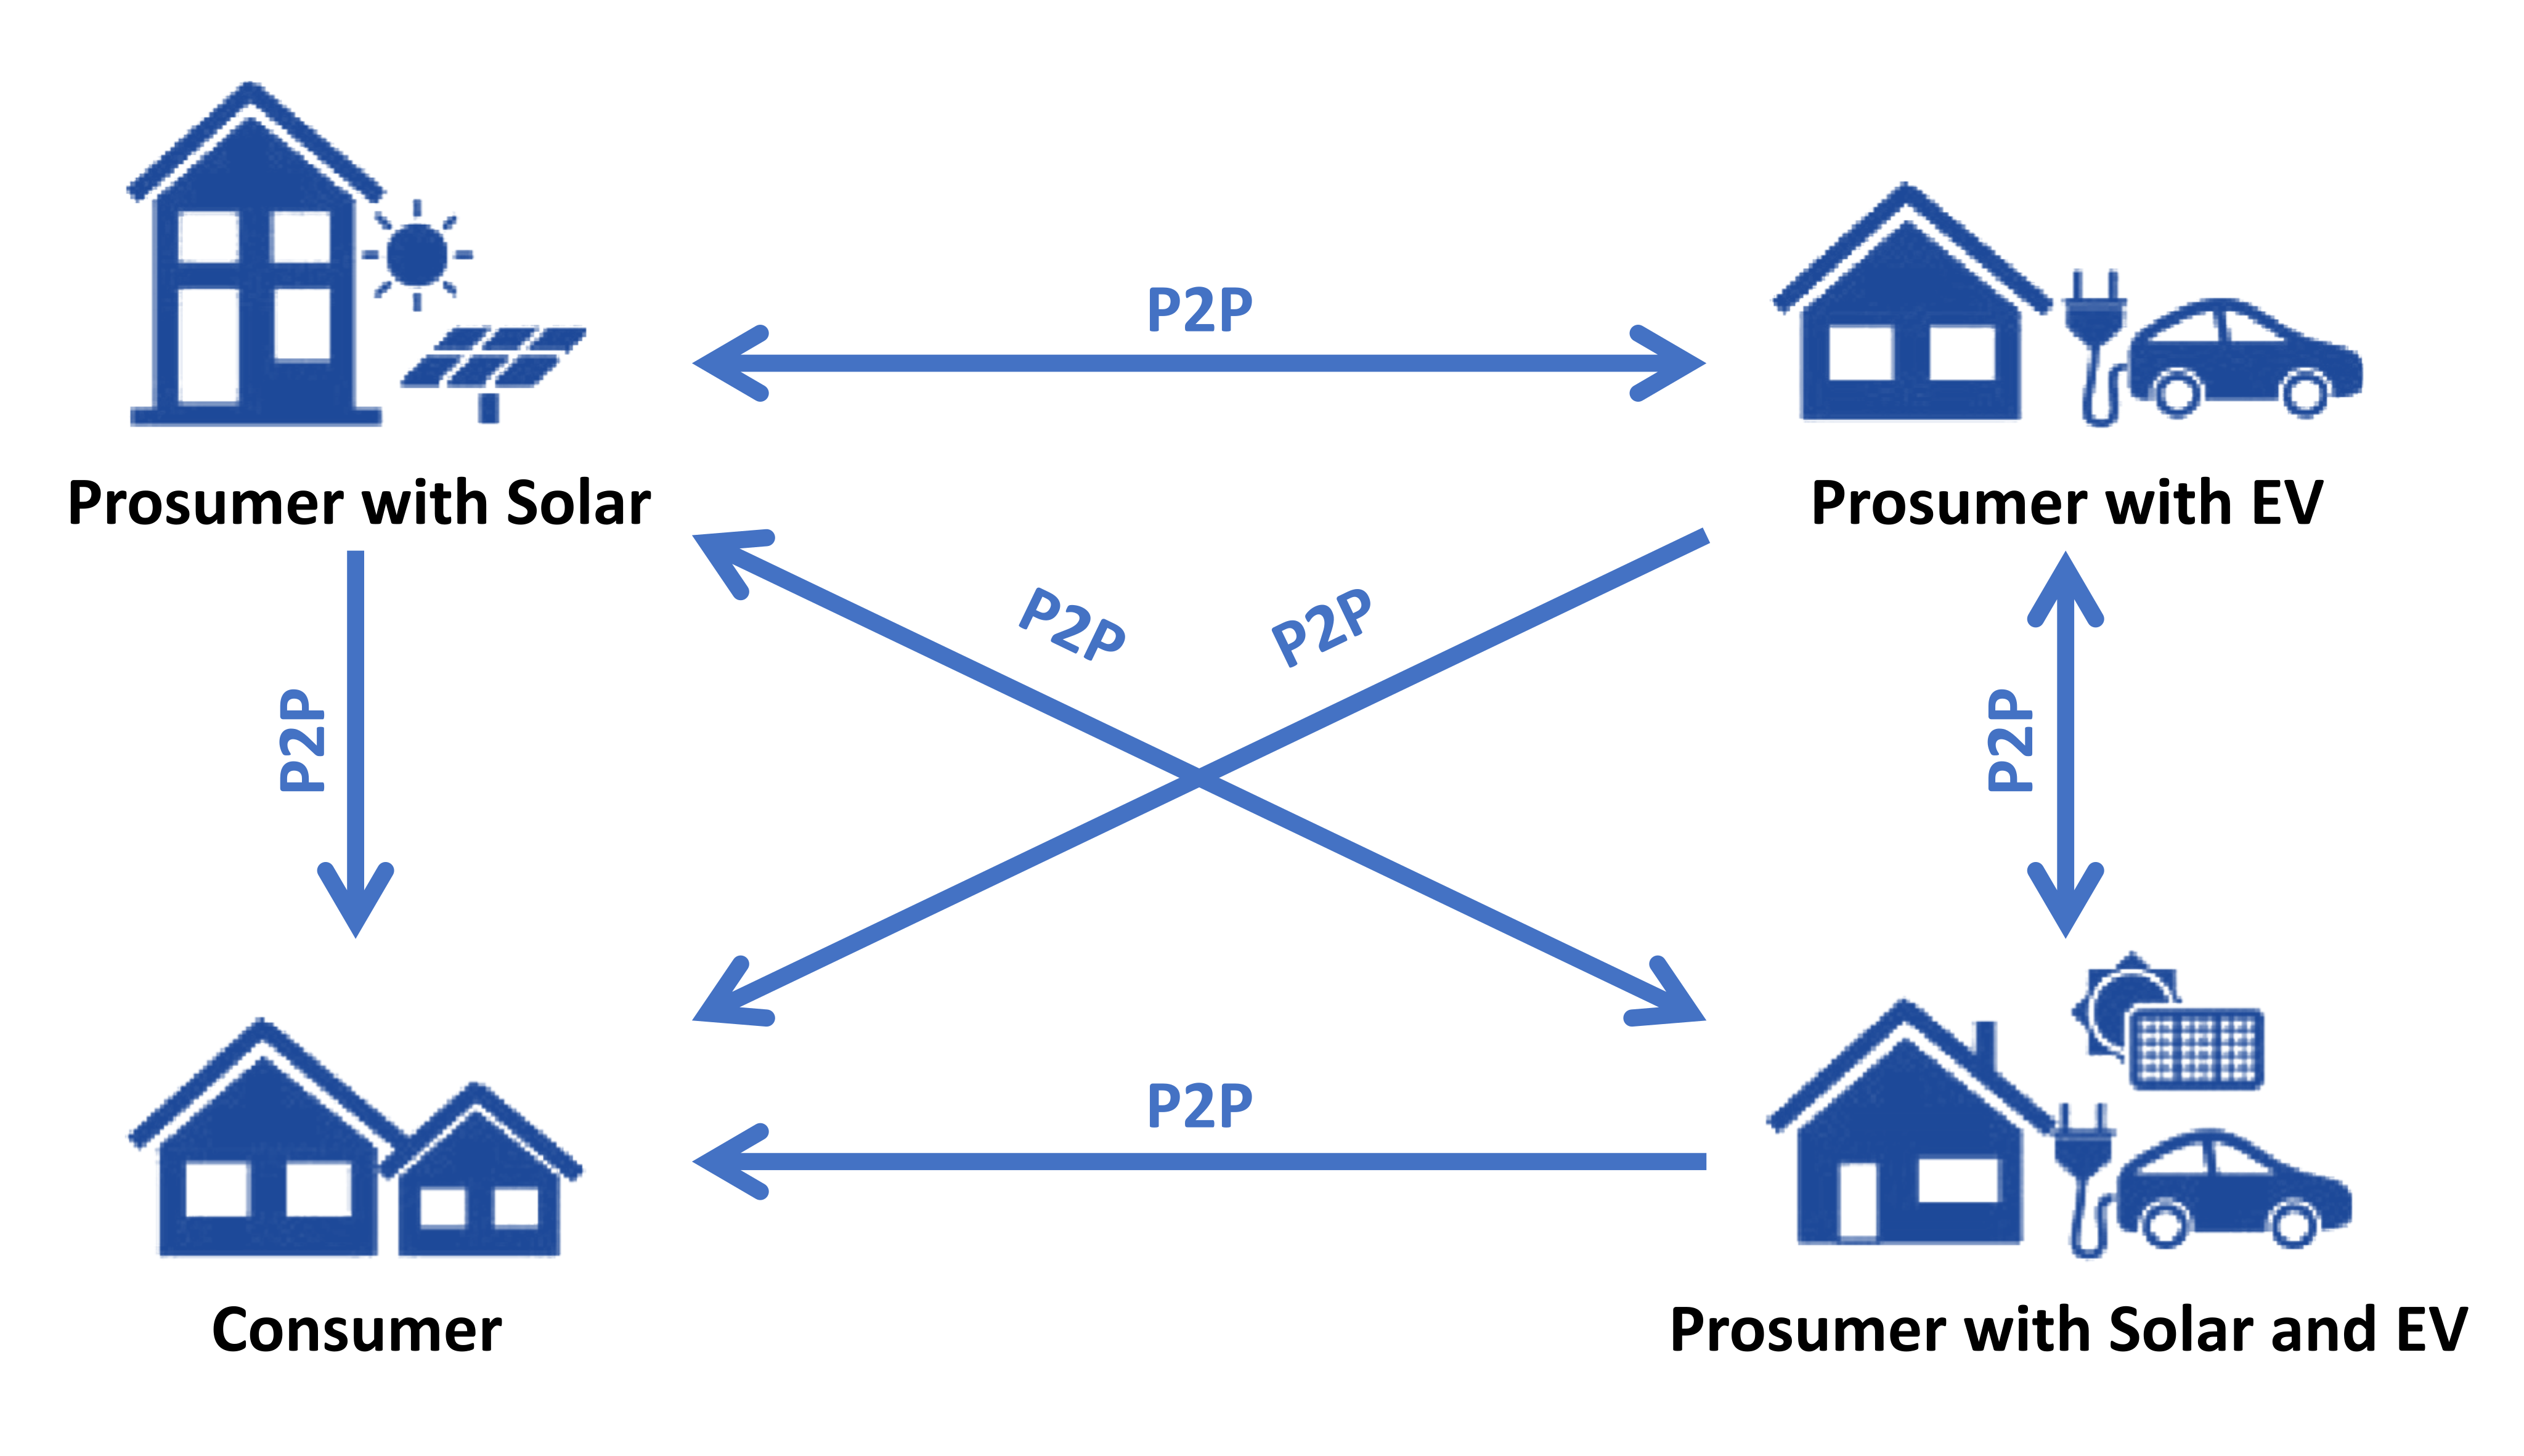 P2P
Prosumer with Solar
Prosumer with EV
P2P
P2P
P2P
P2P
P2P
Consumer
Prosumer with Solar and EV